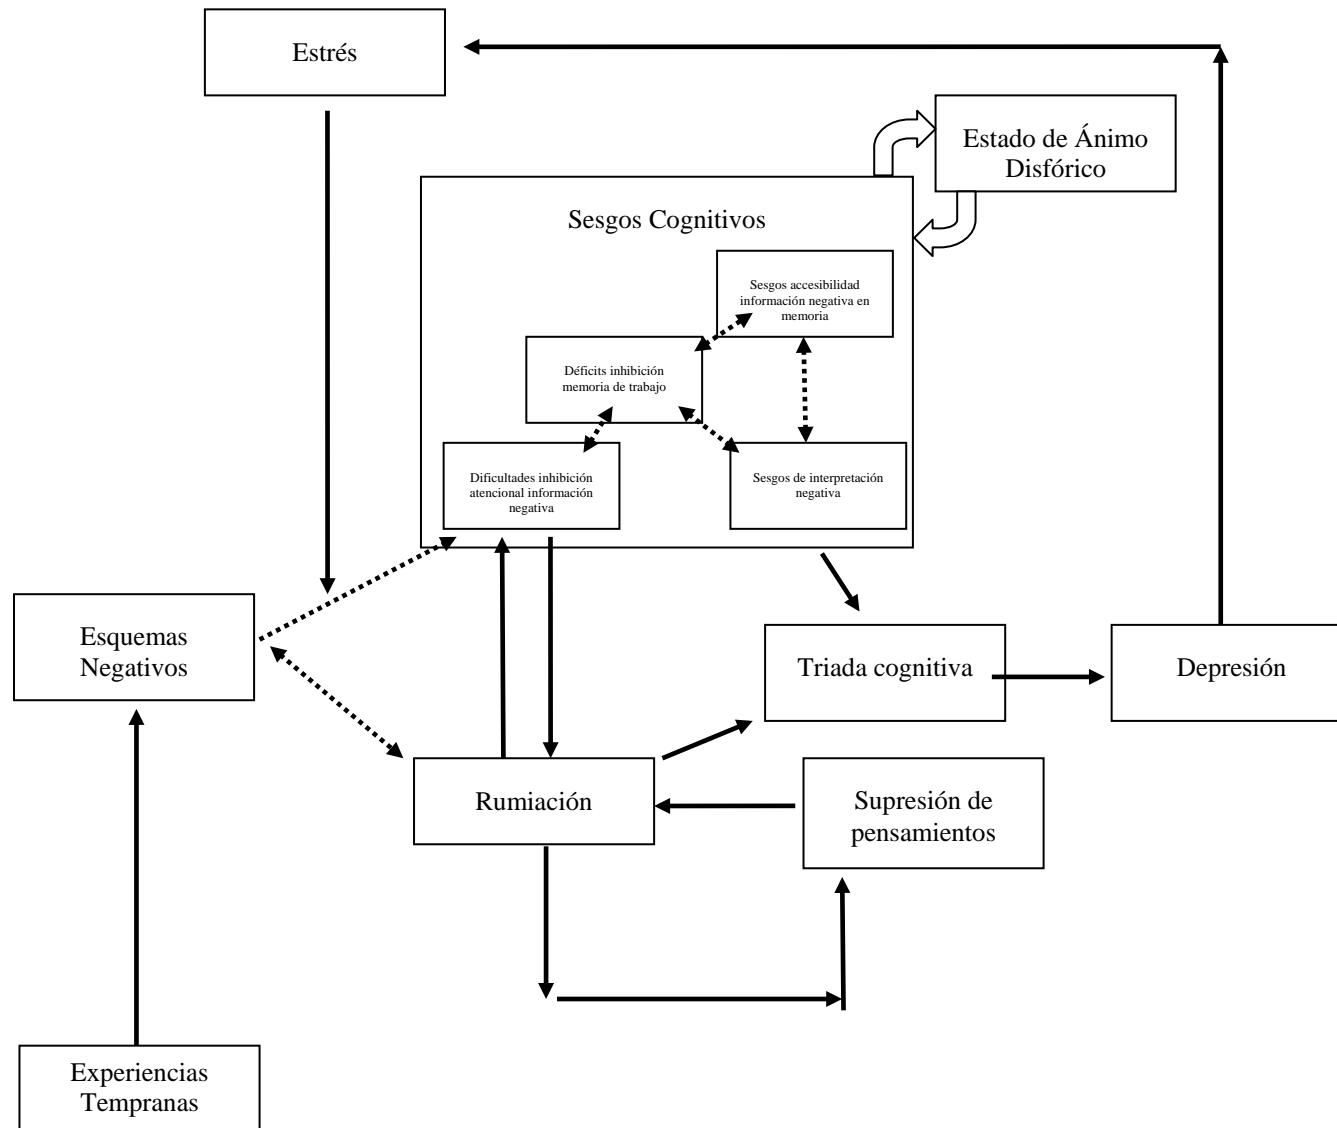 Estrés
Estado de Ánimo
Disfórico
Sesgos Cognitivos
Sesgos accesibilidad
información negativa en
memoria
Déficits inhibición
memoria de trabajo
Dificultades inhibición
atencional información
negativa
Sesgos de interpretación
negativa
Esquemas
Negativos
Triada cognitiva
Depresión
Rumiación
Supresión de
pensamientos
Experiencias
Tempranas